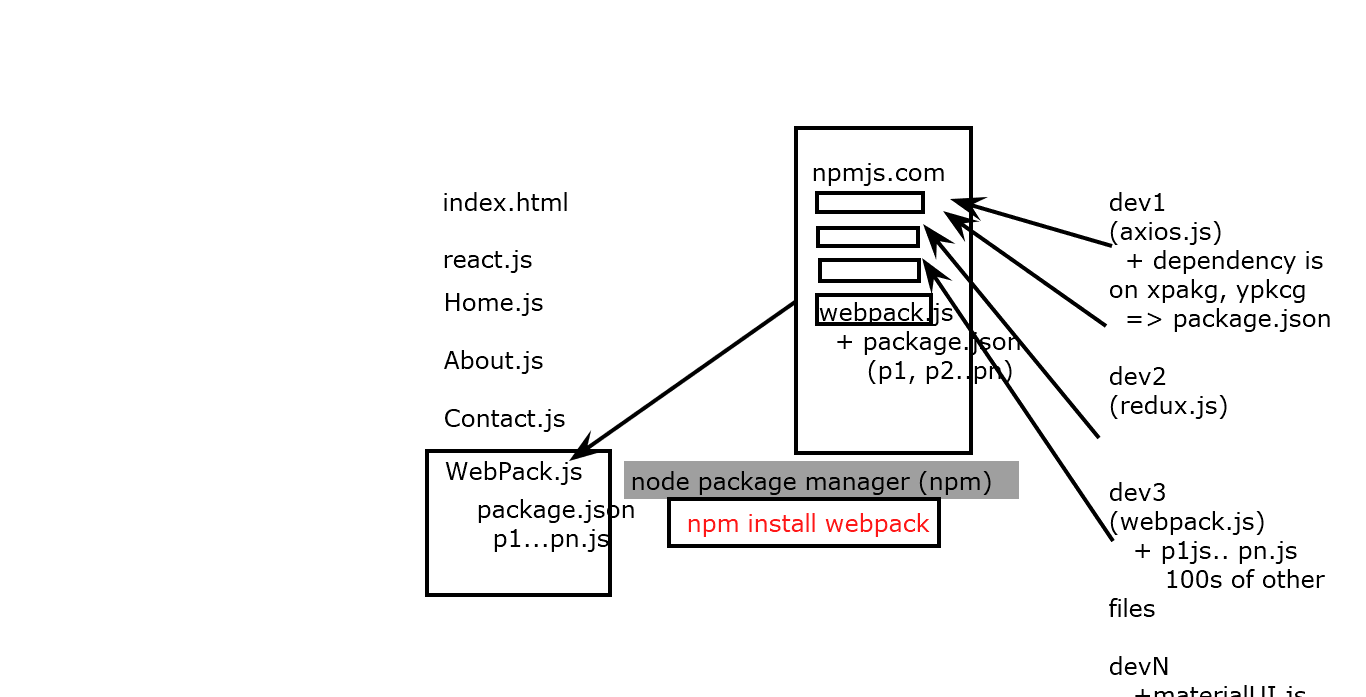 index.html
react.js
Home.js
About.js
Contact.js
WebPack.js
package.json
p1...pn.js
npmjs.com
webpack.js
+ package.json
(p1, p2..pn)
node package manager (npm)
npm install webpack
dev1
(axios.js)
+ dependency is
on xpakg, ypkcg
=> package.json
dev2
(redux.js)
dev3
(webpack.js)
+ p1js.. pn.js
100s of other
files
devN
+materialUI.js